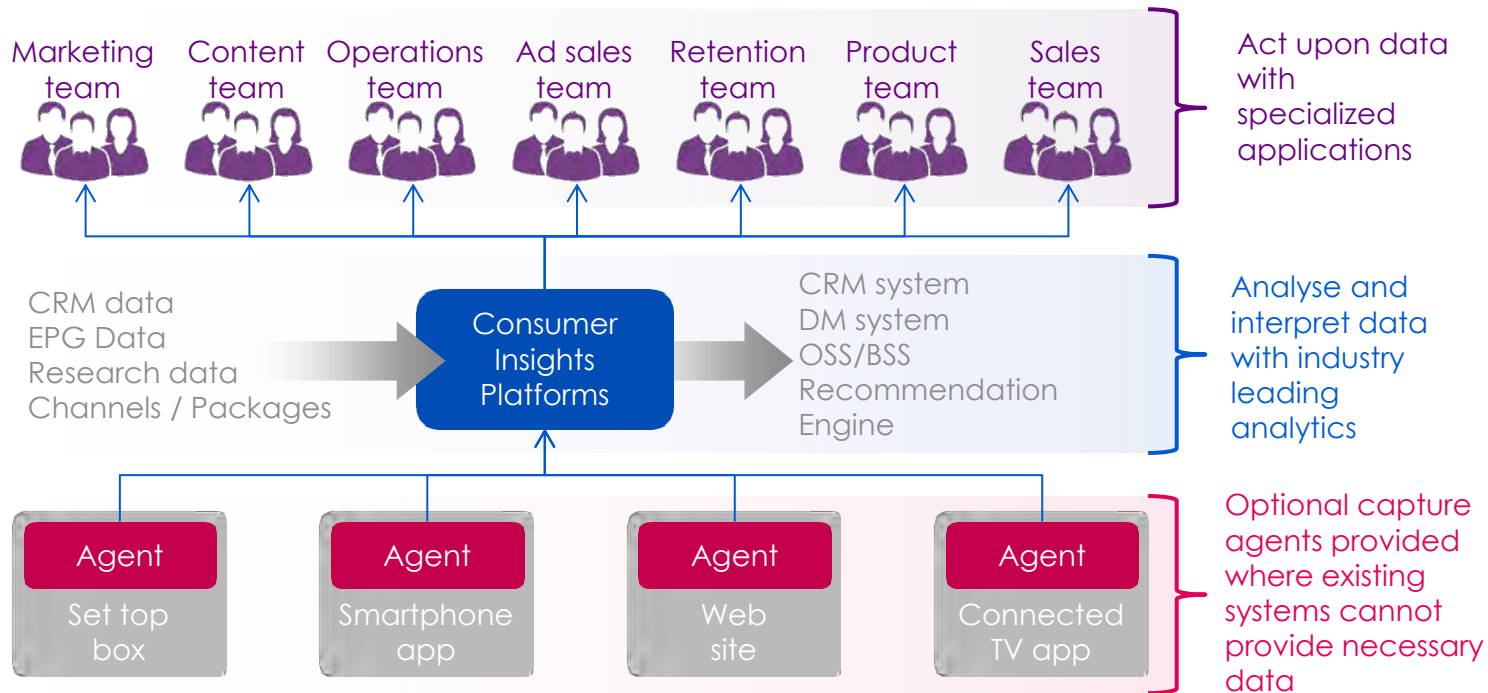 Marketing
team
Content
team
Operations
team
Ad sales
team
Retention
team
Product
team
Sales
team
Act upon data
with
specialized
applications
CRM data
EPG Data
Research data
Channels / Packages
Consumer
Insights
Platforms
CRM system
DM system
OSS/BSS
Recommendation
Engine
Analyse and
interpret data
with industry
leading
analytics
Agent
Set top
box
Agent
Smartphone
app
Agent
Web
site
Agent
Connected
TV app
Optional capture
agents provided
where existing
systems cannot
provide necessary
data